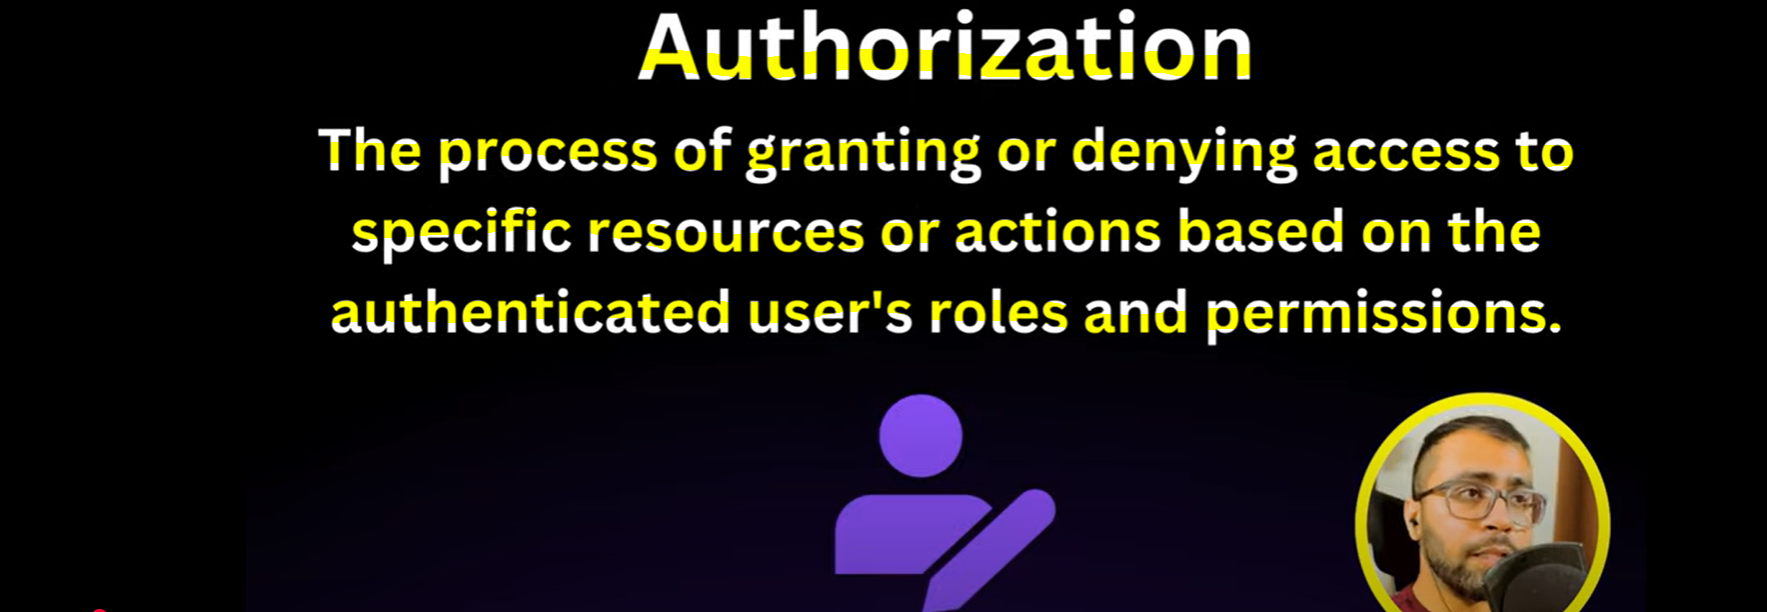 Authorization
The process of granting or denying access to
specific resources or actions based on the
authenticated user's roles and permissions.